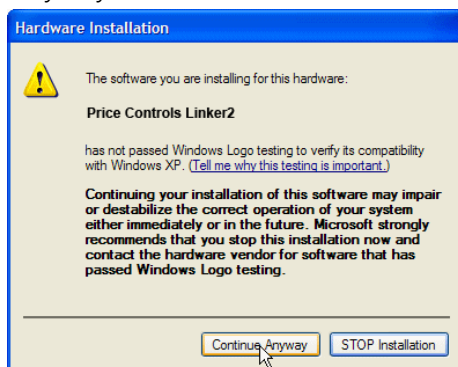 Hardware Installation
The software you are installing for this hardware:
Price Controls Linker2
has not passed Windows Logo testing to verify its compatibility
with Windows XP. (Tell me why this testing is important.)
Continuing your installation of this software may impair
or destabilize the correct operation of your system
either immediately or in the future. Microsoft strongly
recommends that you stop this installation now and
contact the hardware vendor for software that has
passed Windows Logo testing.
Continue Anyway
STOP Installation